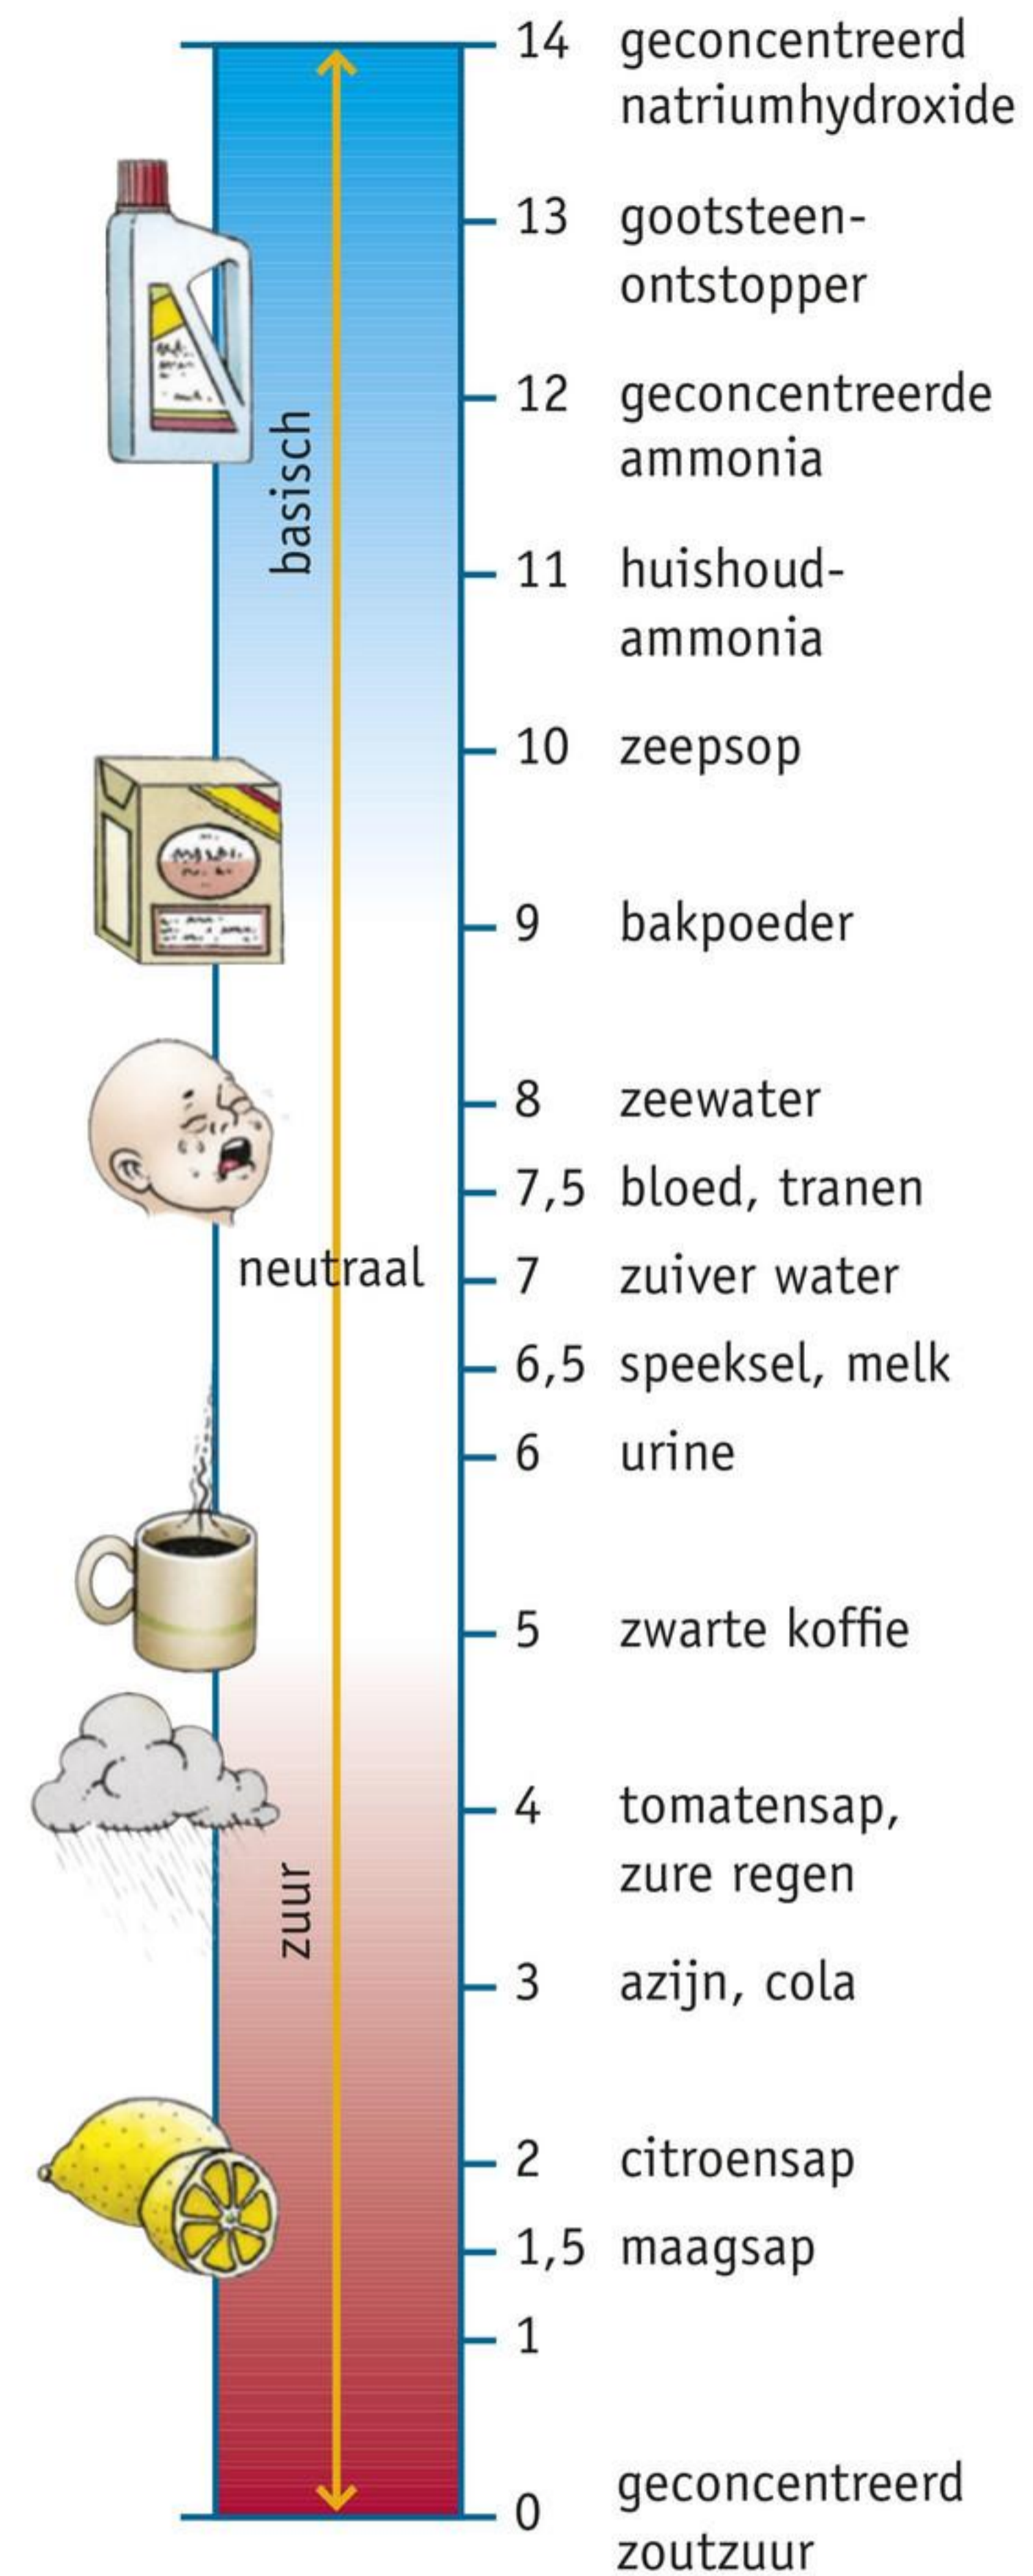 14 geconcentreerd
natriumhydroxide
13 gootsteen-
ontstopper
12 geconcentreerde
ammonia
basisch
11 huishoud-
ammonia
10 zeepsop
9 bakpoeder
8 zeewater
7,5 bloed, tranen
neutraal
7 zuiver water
6,5 speeksel, melk
6 urine
5 zwarte koffie
4 tomatensap,
zure regen
zuur
3 azijn, cola
2 citroensap
1,5 maagsap
1
0 geconcentreerd
zoutzuur